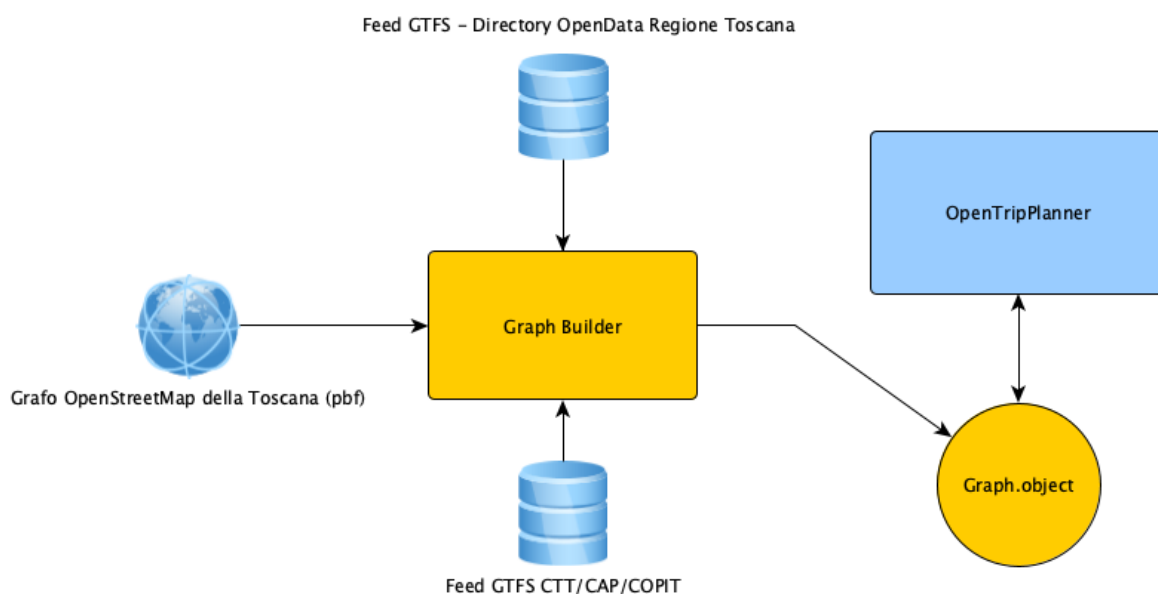 Feed GTFS – Directory OpenData Regione Toscana
OpenTripPlanner
Graph Builder
Grafo OpenStreetMap della Toscana (pbf)
Graph.object
Feed GTFS CTT/CAP/COPIT